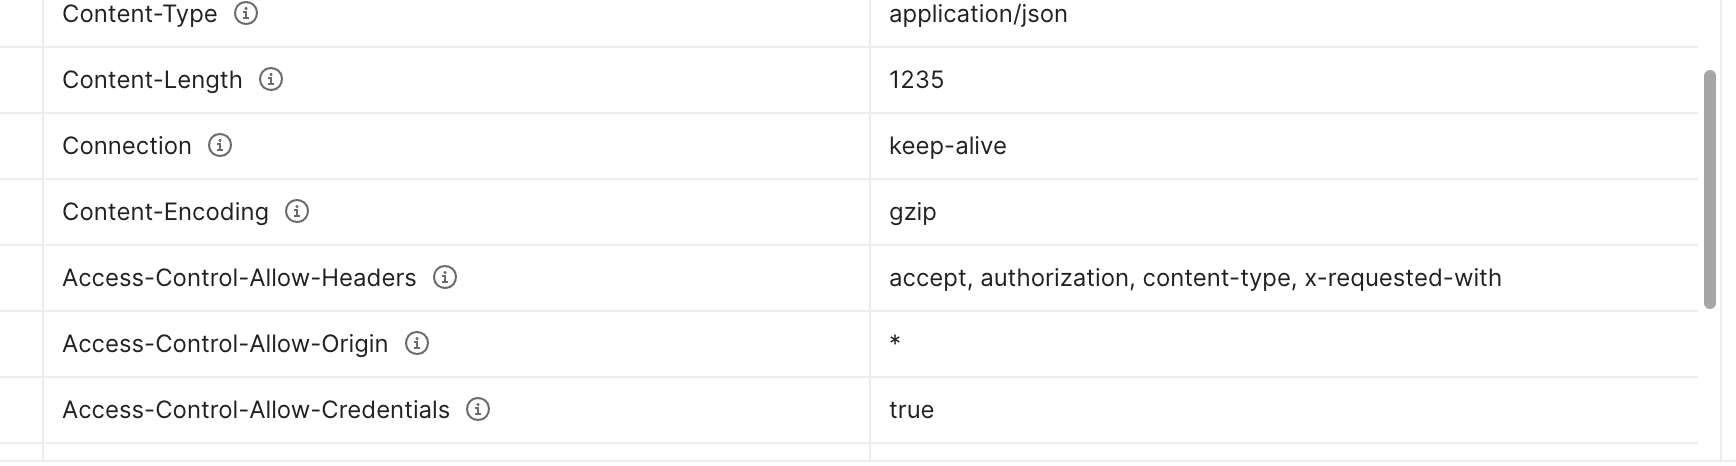 Content-Type application/json
Content-Length 1235
Connection keep-alive
Content-Encoding gzip
Access-Control-Allow-Headers accept, authorization, content-type, x-requested-with
Access-Control-Allow-Origin *
Access-Control-Allow-Credentials true